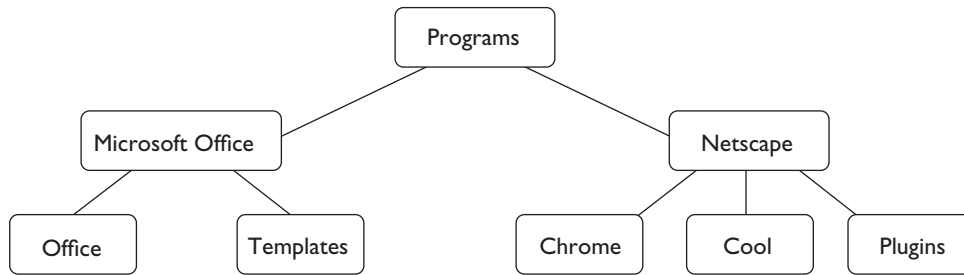 Programs
Microsoft Office
Netscape
Office
Templates
Chrome
Cool
Plugins